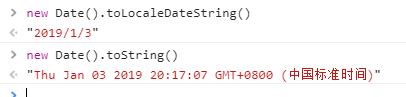 > new Date().toLocaleDateString()
< "2019/1/3"
> new Date().toString()
< "Thu Jan 03 2019 20:17:07 GMT+0800 (中国标准时间)"
>